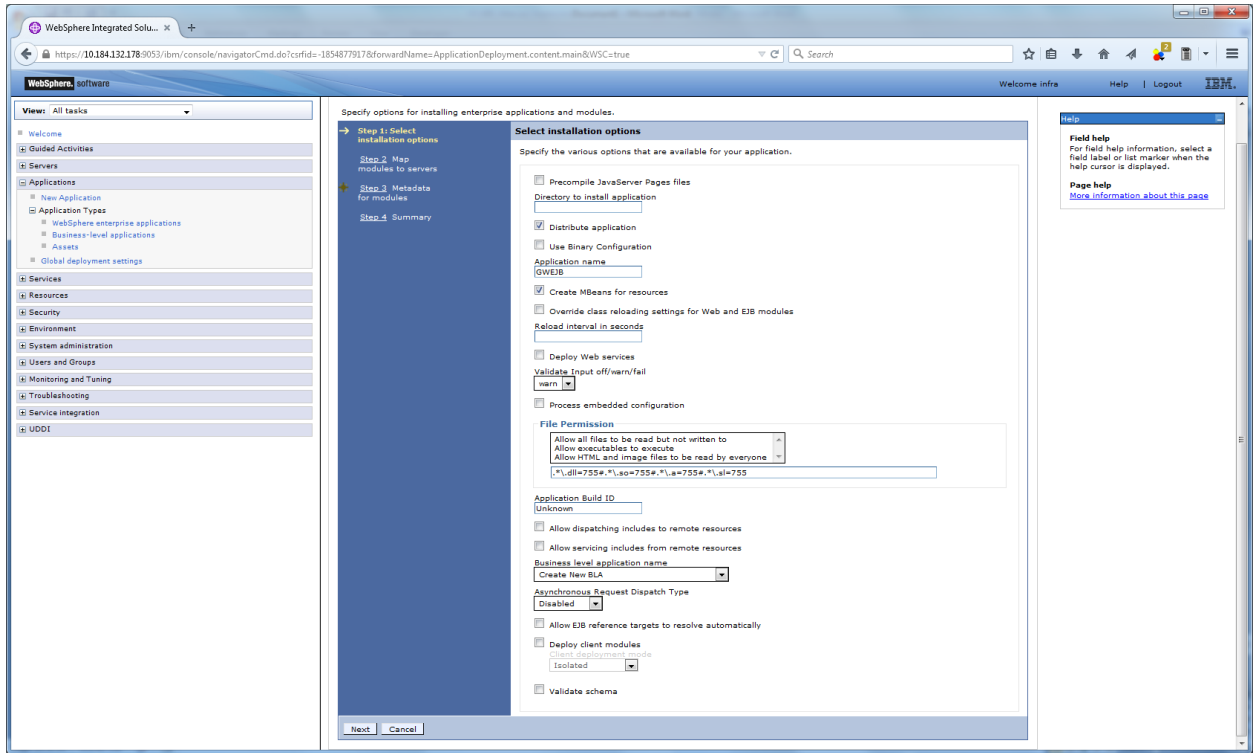 WebSphere Integrated Solu...
https://10.184.132.178:9053/ibm/console/navigatorCmd.do?csrfid=-1854877917&forwardName=ApplicationDeployment.content.main&WSC=true
Search
2
WebSphere. software
Welcome infra
Help | Logout
IBM.
View: All tasks
Welcome
Guided Activities
Servers
Applications
New Application
Application Types
WebSphere enterprise applications
Business-level applications
Assets
Global deployment settings
Services
Resources
Security
Environment
System administration
Users and Groups
Monitoring and Tuning
Troubleshooting
Service integration
UDDI
Specify options for installing enterprise applications and modules.
Step 1: Select
installation options
Step 2 Map
modules to servers
Step 3 Metadata
for modules
Step 4 Summary
Select installation options
Specify the various options that are available for your application.
Precompile JavaServer Pages files
Directory to install application
Distribute application
Use Binary Configuration
Application name
GWEJB
Create MBeans for resources
Override class reloading settings for Web and EJB modules
Reload interval in seconds
Deploy Web services
Validate Input off/warn/fail
warn
Process embedded configuration
File Permission
Allow all files to be read but not written to
Allow executables to execute
Allow HTML and image files to be read by everyone
.*\.dll=755#.*\.so=755#.*\.a=755#.*\.sl=755
Application Build ID
Unknown
Allow dispatching includes to remote resources
Allow servicing includes from remote resources
Business level application name
Create New BLA
Asynchronous Request Dispatch Type
Disabled
Allow EJB reference targets to resolve automatically
Deploy client modules
Client deployment mode
Isolated
Validate schema
Next Cancel
Help
Field help
For field help information, select a
field label or list marker when the
help cursor is displayed.
Page help
More information about this page